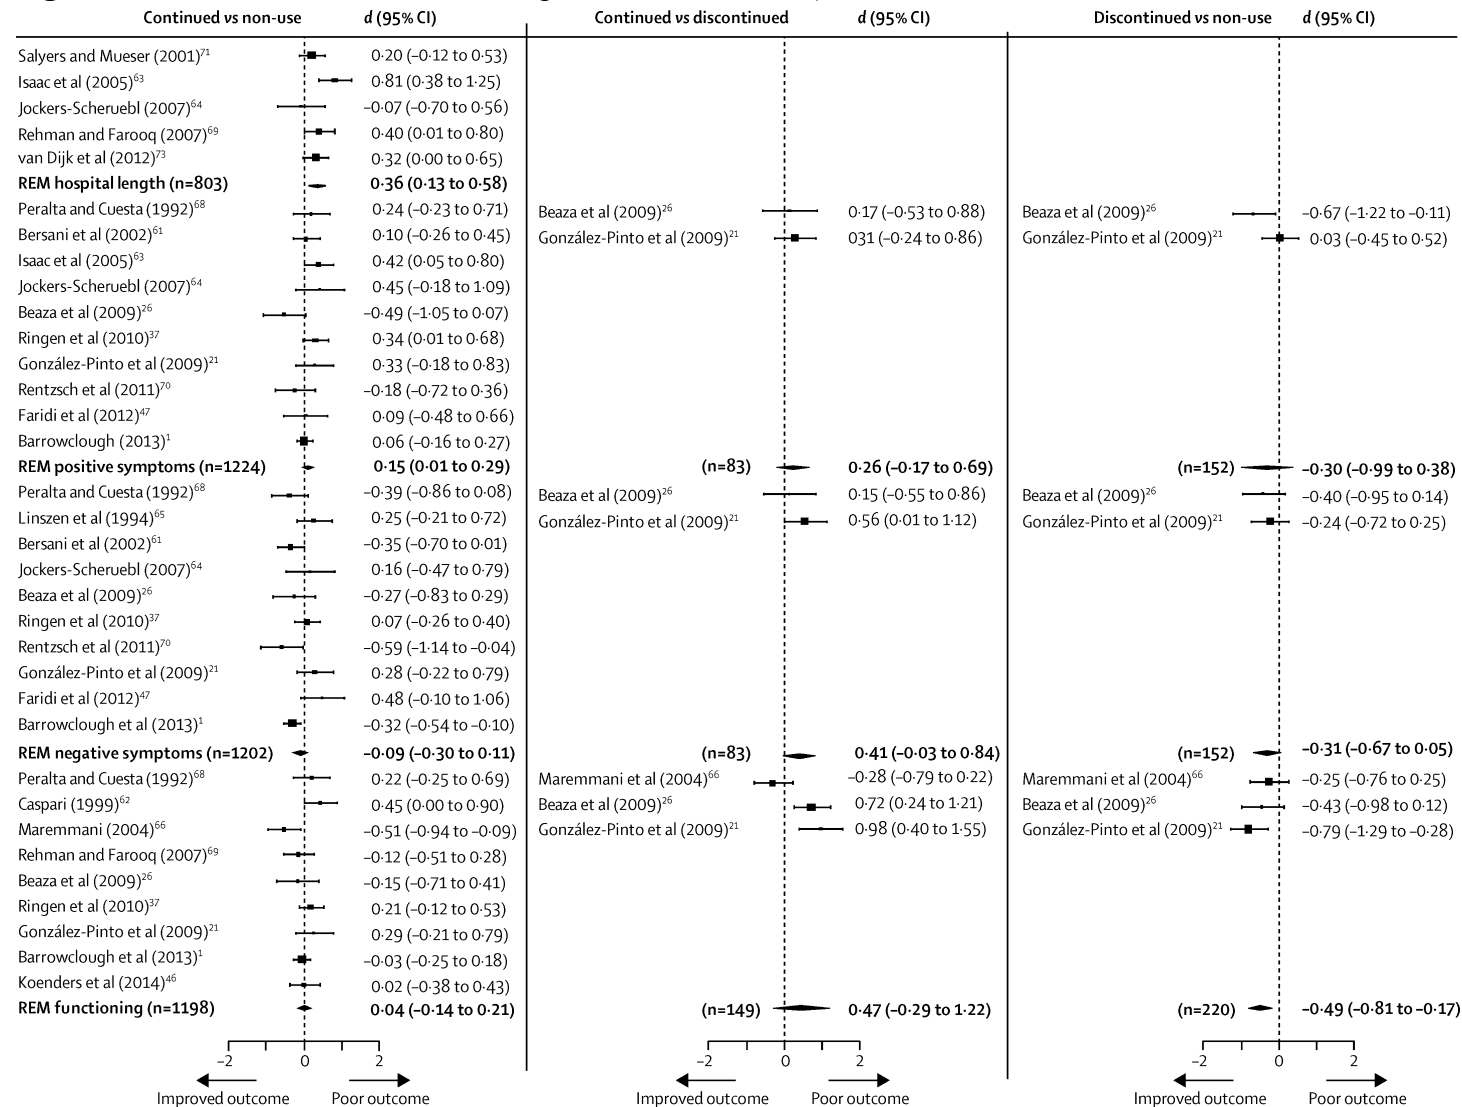 Continued vs non-use d (95% CI) Continued vs discontinued d (95% CI) Discontinued vs non-use d (95% CI)
Salyers and Mueser (2001)71 0·20 (–0·12 to 0·53)
Isaac et al (2005)63 0·81 (0·38 to 1·25)
Jockers-Scheruebl (2007)64 –0·07 (–0·70 to 0·56)
Rehman and Farooq (2007)69 0·40 (0·01 to 0·80)
van Dijk et al (2012)73 0·32 (0·00 to 0·65)
REM hospital length (n=803) 0·36 (0·13 to 0·58)
Peralta and Cuesta (1992)68 0·24 (–0·23 to 0·71) Beaza et al (2009)26 0·17 (–0·53 to 0·88) Beaza et al (2009)26 –0·67 (–1·22 to –0·11)
Bersani et al (2002)61 0·10 (–0·26 to 0·45) González-Pinto et al (2009)21 031 (–0·24 to 0·86) González-Pinto et al (2009)21 0·03 (–0·45 to 0·52)
Isaac et al (2005)63 0·42 (0·05 to 0·80)
Jockers-Scheruebl (2007)64 0·45 (–0·18 to 1·09)
Beaza et al (2009)26 –0·49 (–1·05 to 0·07)
Ringen et al (2010)37 0·34 (0·01 to 0·68)
González-Pinto et al (2009)21 0·33 (–0·18 to 0·83)
Rentzsch et al (2011)70 –0·18 (–0·72 to 0·36)
Faridi et al (2012)47 0·09 (–0·48 to 0·66)
Barrowclough (2013)1 0·06 (–0·16 to 0·27)
REM positive symptoms (n=1224) 0·15 (0·01 to 0·29) (n=83) 0·26 (–0·17 to 0·69) (n=152) –0·30 (–0·99 to 0·38)
Peralta and Cuesta (1992)68 –0·39 (–0·86 to 0·08) Beaza et al (2009)26 0·15 (–0·55 to 0·86) Beaza et al (2009)26 –0·40 (–0·95 to 0·14)
Linszen et al (1994)65 0·25 (–0·21 to 0·72) González-Pinto et al (2009)21 0·56 (0·01 to 1·12) González-Pinto et al (2009)21 –0·24 (–0·72 to 0·25)
Bersani et al (2002)61 –0·35 (–0·70 to 0·01)
Jockers-Scheruebl (2007)64 0·16 (–0·47 to 0·79)
Beaza et al (2009)26 –0·27 (–0·83 to 0·29)
Ringen et al (2010)37 0·07 (–0·26 to 0·40)
Rentzsch et al (2011)70 –0·59 (–1·14 to –0·04)
González-Pinto et al (2009)21 0·28 (–0·22 to 0·79)
Faridi et al (2012)47 0·48 (–0·10 to 1·06)
Barrowclough et al (2013)1 –0·32 (–0·54 to –0·10)
REM negative symptoms (n=1202) –0·09 (–0·30 to 0·11) (n=83) 0·41 (–0·03 to 0·84) (n=152) –0·31 (–0·67 to 0·05)
Peralta and Cuesta (1992)68 0·22 (–0·25 to 0·69) Maremmani et al (2004)66 –0·28 (–0·79 to 0·22) Maremmani et al (2004)66 –0·25 (–0·76 to 0·25)
Caspari (1999)62 0·45 (0·00 to 0·90) Beaza et al (2009)26 0·72 (0·24 to 1·21) Beaza et al (2009)26 –0·43 (–0·98 to 0·12)
Maremmani (2004)66 –0·51 (–0·94 to –0·09) González-Pinto et al (2009)21 0·98 (0·40 to 1·55) González-Pinto et al (2009)21 –0·79 (–1·29 to –0·28)
Rehman and Farooq (2007)69 –0·12 (–0·51 to 0·28)
Beaza et al (2009)26 –0·15 (–0·71 to 0·41)
Ringen et al (2010)37 0·21 (–0·12 to 0·53)
González-Pinto et al (2009)21 0·29 (–0·21 to 0·79)
Barrowclough et al (2013)1 –0·03 (–0·25 to 0·18)
Koenders et al (2014)46 0·02 (–0·38 to 0·43)
REM functioning (n=1198) 0·04 (–0·14 to 0·21) (n=149) 0·47 (–0·29 to 1·22) (n=220) –0·49 (–0·81 to –0·17)
–2 0 2 –2 0 2 –2 0 2
Improved outcome Poor outcome Improved outcome Poor outcome Improved outcome Poor outcome